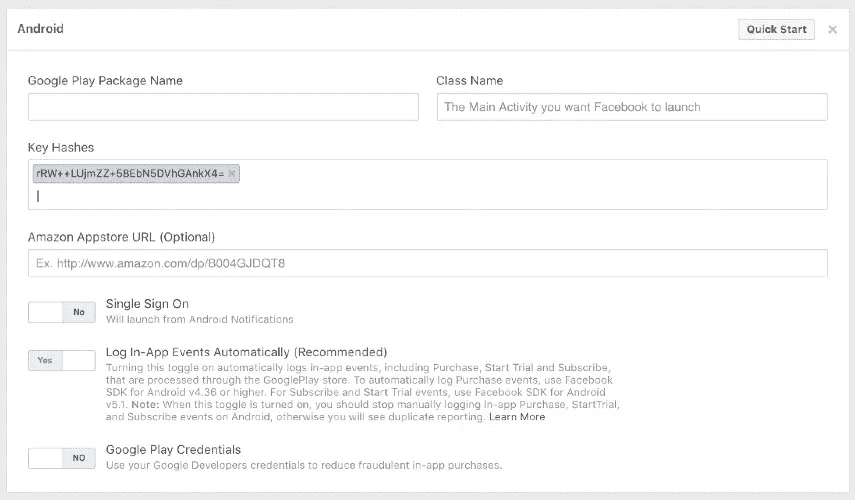 Android
Quick Start ×
Google Play Package Name
Class Name
The Main Activity you want Facebook to launch
Key Hashes
rRW++LUjmZZ+58EbN5DVhGAnkX4= ×
Amazon Appstore URL (Optional)
Ex. http://www.amazon.com/dp/B004GJDQT8
No
Single Sign On
Will launch from Android Notifications
Yes
Log In-App Events Automatically (Recommended)
Turning this toggle on automatically logs in-app events, including Purchase, Start Trial and Subscribe,
that are processed through the GooglePlay store. To automatically log Purchase events, use Facebook
SDK for Android v4.36 or higher. For Subscribe and Start Trial events, use Facebook SDK for Android
v5.1. Note: When this toggle is turned on, you should stop manually logging in-app Purchase, StartTrial,
and Subscribe events on Android, otherwise you will see duplicate reporting. Learn More
NO
Google Play Credentials
Use your Google Developers credentials to reduce fraudulent in-app purchases.